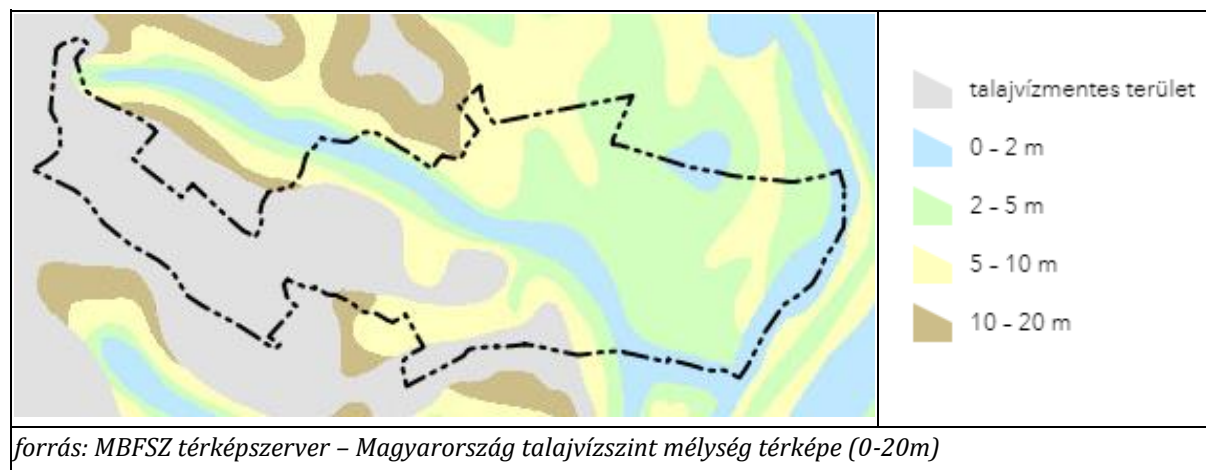 talajvízmentes terület
0 - 2 m
2 - 5 m
5 - 10 m
10 - 20 m
forrás: MBFSZ térképszerver – Magyarország talajvízszint mélység térképe (0-20m)